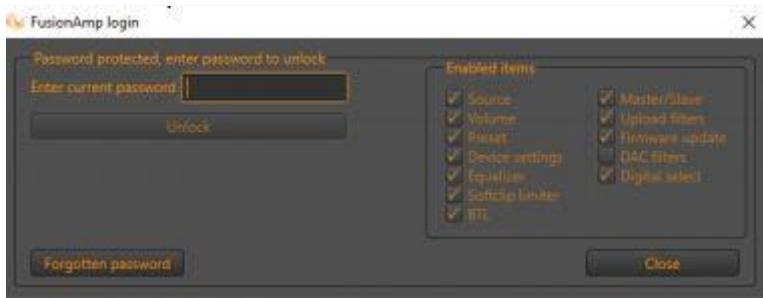 FusionAmp login
Password protected, enter password to unlock
Enter current password
Unlock
Forgotten password
Enabled items
Source
Volume
Preset
Device settings
Equalizer
Softclip limiter
BTL
Master/Slave
Upload filters
Firmware update
DAC filters
Digital select
Close